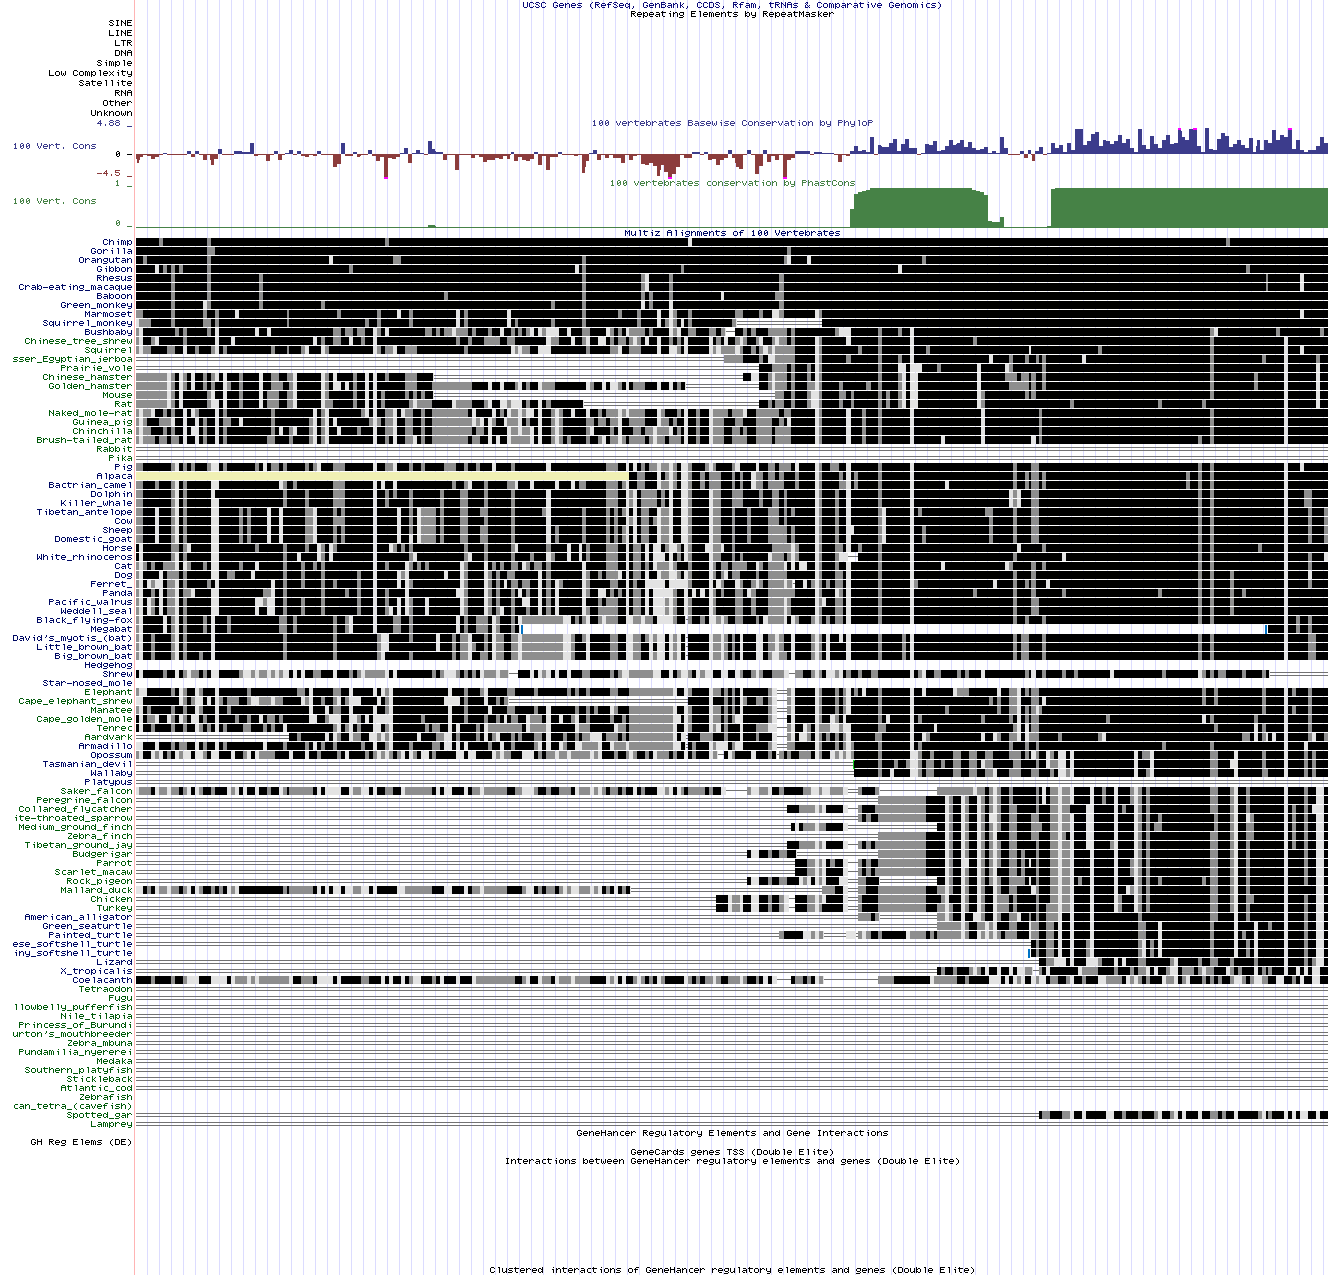 UCSC Genes (RefSeq, GenBank, CCDS, Rfam, tRNAs & Comparative Genomics)
Repeating Elements by RepeatMasker
SINE
LINE
LTR
DNA
Simple
Low Complexity
Satellite
RNA
Other
Unknown
4.88 _
100 vertebrates Basewise Conservation by PhyloP
100 Vert. Cons
0 _
-4.5 _
1 _
100 vertebrates conservation by PhastCons
100 Vert. Cons
0 _
Multiz Alignments of 100 Vertebrates
Chimp
Gorilla
Orangutan
Gibbon
Rhesus
Crab-eating_macaque
Baboon
Green_monkey
Marmoset
Squirrel_monkey
Bushbaby
Chinese_tree_shrew
Squirrel
sser_Egyptian_jerboa
Prairie_vole
Chinese_hamster
Golden_hamster
Mouse
Rat
Naked_mole-rat
Guinea_pig
Chinchilla
Brush-tailed_rat
Rabbit
Pika
Pig
Alpaca
Bactrian_camel
Dolphin
Killer_whale
Tibetan_antelope
Cow
Sheep
Domestic_goat
Horse
White_rhinoceros
Cat
Dog
Ferret_
Panda
Pacific_walrus
Weddell_seal
Black_flying-fox
Megabat
David's_myotis_(bat)
Little_brown_bat
Big_brown_bat
Hedgehog
Shrew
Star-nosed_mole
Elephant
Cape_elephant_shrew
Manatee
Cape_golden_mole
Tenrec
Aardvark
Armadillo
Opossum
Tasmanian_devil
Wallaby
Platypus
Saker_falcon
Peregrine_falcon
Collared_flycatcher
ite-throated_sparrow
Medium_ground_finch
Zebra_finch
Tibetan_ground_jay
Budgerigar
Parrot
Scarlet_macaw
Rock_pigeon
Mallard_duck
Chicken
Turkey
American_alligator
Green_seaturtle
Painted_turtle
ese_softshell_turtle
iny_softshell_turtle
Lizard
X_tropicalis
Coelacanth
Tetraodon
Fugu
llowbelly_pufferfish
Nile_tilapia
Princess_of_Burundi
urton's_mouthbreeder
Zebra_mbuna
Pundamilia_nyererei
Medaka
Southern_platyfish
Stickleback
Atlantic_cod
Zebrafish
can_tetra_(cavefish)
Spotted_gar
Lamprey
GeneHancer Regulatory Elements and Gene Interactions
GH Reg Elems (DE)
GeneCards genes TSS (Double Elite)
Interactions between GeneHancer regulatory elements and genes (Double Elite)
Clustered interactions of GeneHancer regulatory elements and genes (Double Elite)